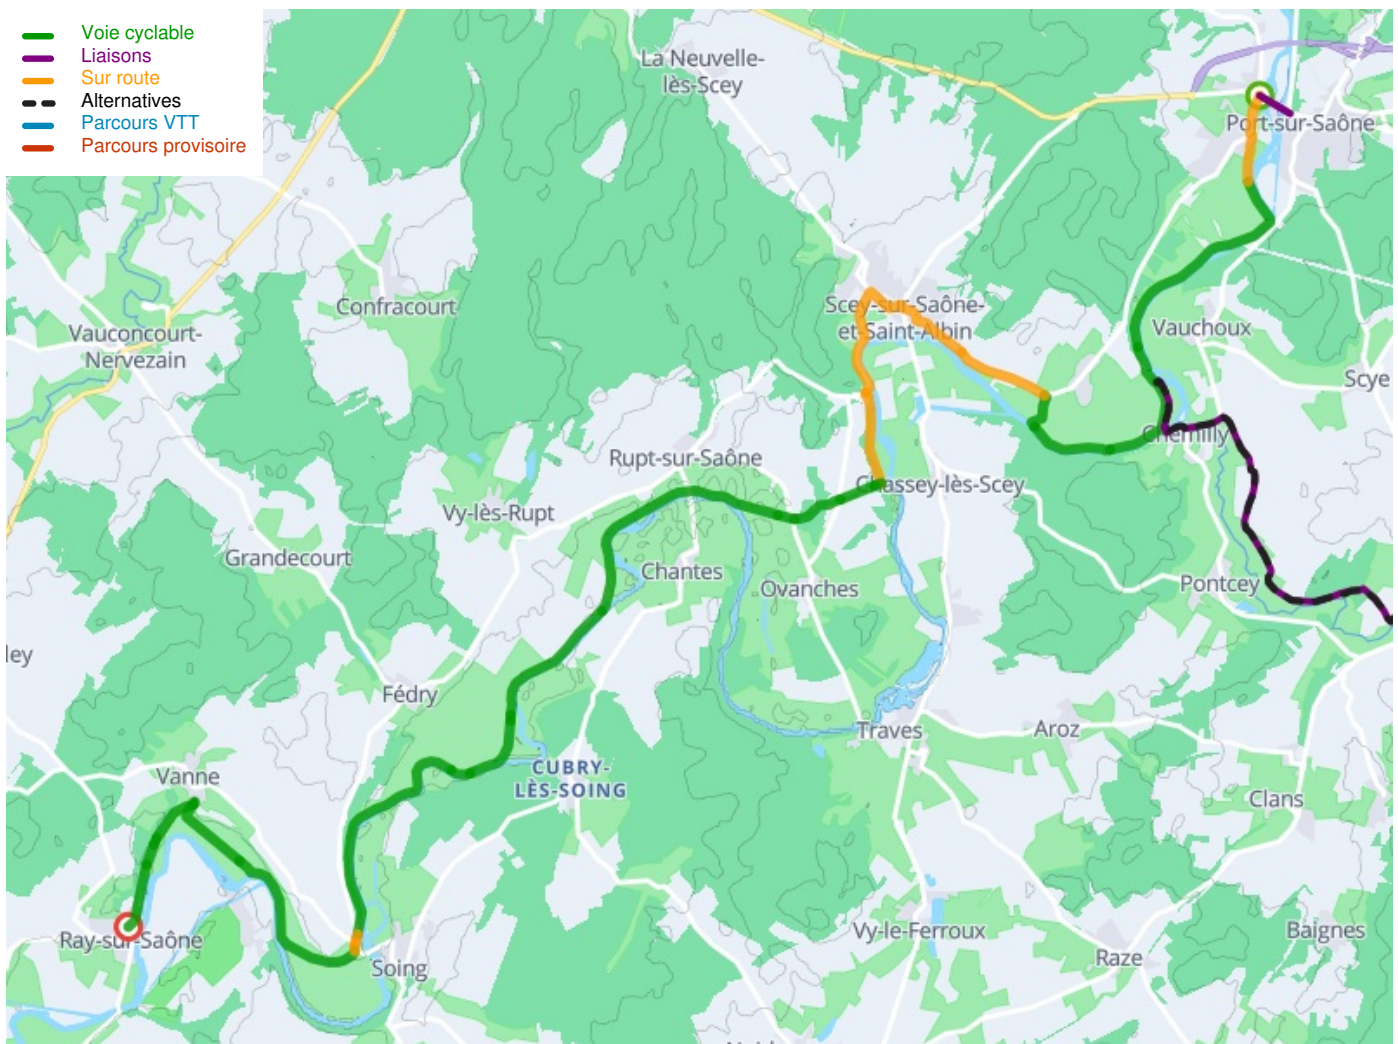 Voie cyclable
Liaisons
Sur route
Alternatives
Parcours VTT
Parcours provisoire
La Neuvelle-
lès-Scey
Port-sur-Saône
Confracourt
Scey-sur-Saône-
et-Saint-Albin
Vauconcourt-
Nervezain
Vauchoux
Scye
Chemilly
Rupt-sur-Saône
Chassey-lès-Scey
Vy-lès-Rupt
Grandecourt
Chantes
Ovanches
Pontcey
ley
Fédry
Traves
Aroz
Vanne
CUBRY-
LÈS-SOING
Clans
Ray-sur-Saône
Soing
Vy-le-Ferroux
Raze
Baignes